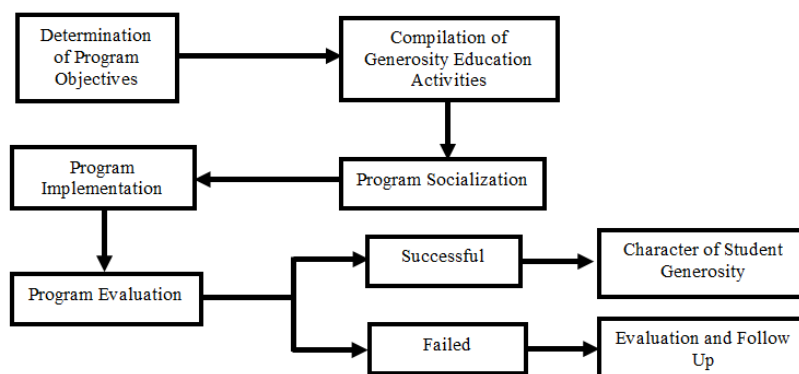 Determination
of Program
Objectives
Compilation of
Generosity Education
Activities
Program
Implementation
Program Socialization
Program Evaluation
Successful
Character of Student
Generosity
Failed
Evaluation and Follow
Up